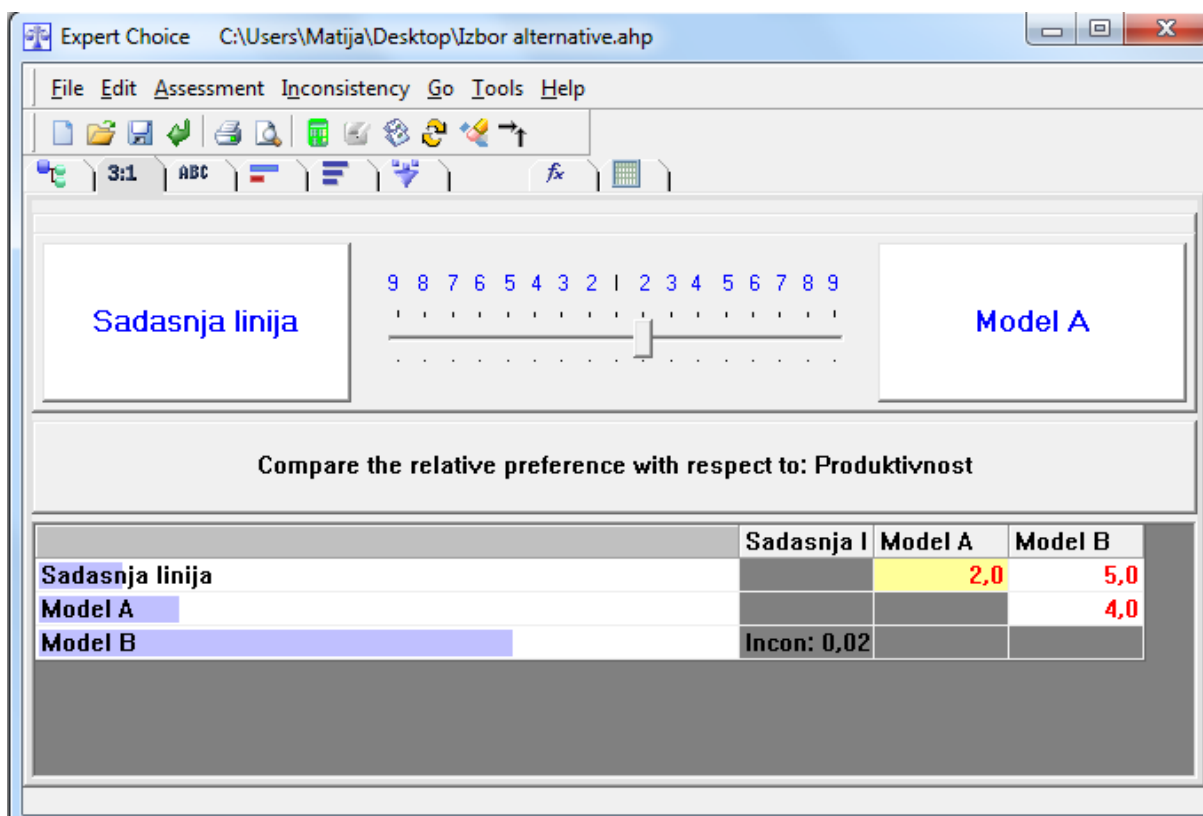 Expert Choice C:\Users\Matija\Desktop\Izbor alternative.ahp
File Edit Assessment Inconsistency Go Tools Help
3:1 ABC fx
9 8 7 6 5 4 3 2 1 2 3 4 5 6 7 8 9
Sadasnja linija Model A
Compare the relative preference with respect to: Produktivnost
Sadasnja l Model A Model B
Sadasnja linija 2,0 5,0
Model A 4,0
Model B Incon: 0,02